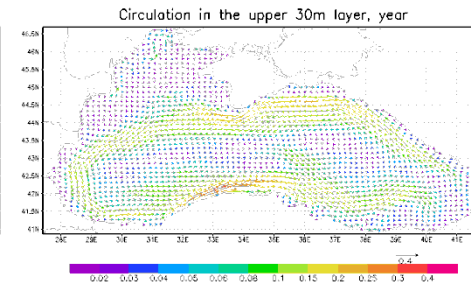 Circulation in the upper 30m layer, year
46.5N
46N
45.5N
45N
44.5N
44N
43.5N
43N
42.5N
42N
41.5N
41N
28E 29E 30E 31E 32E 33E 34E 35E 36E 37E 38E 39E 40E 41E
0.4
0.02 0.03 0.04 0.05 0.06 0.08 0.1 0.15 0.2 0.25 0.3 0.4